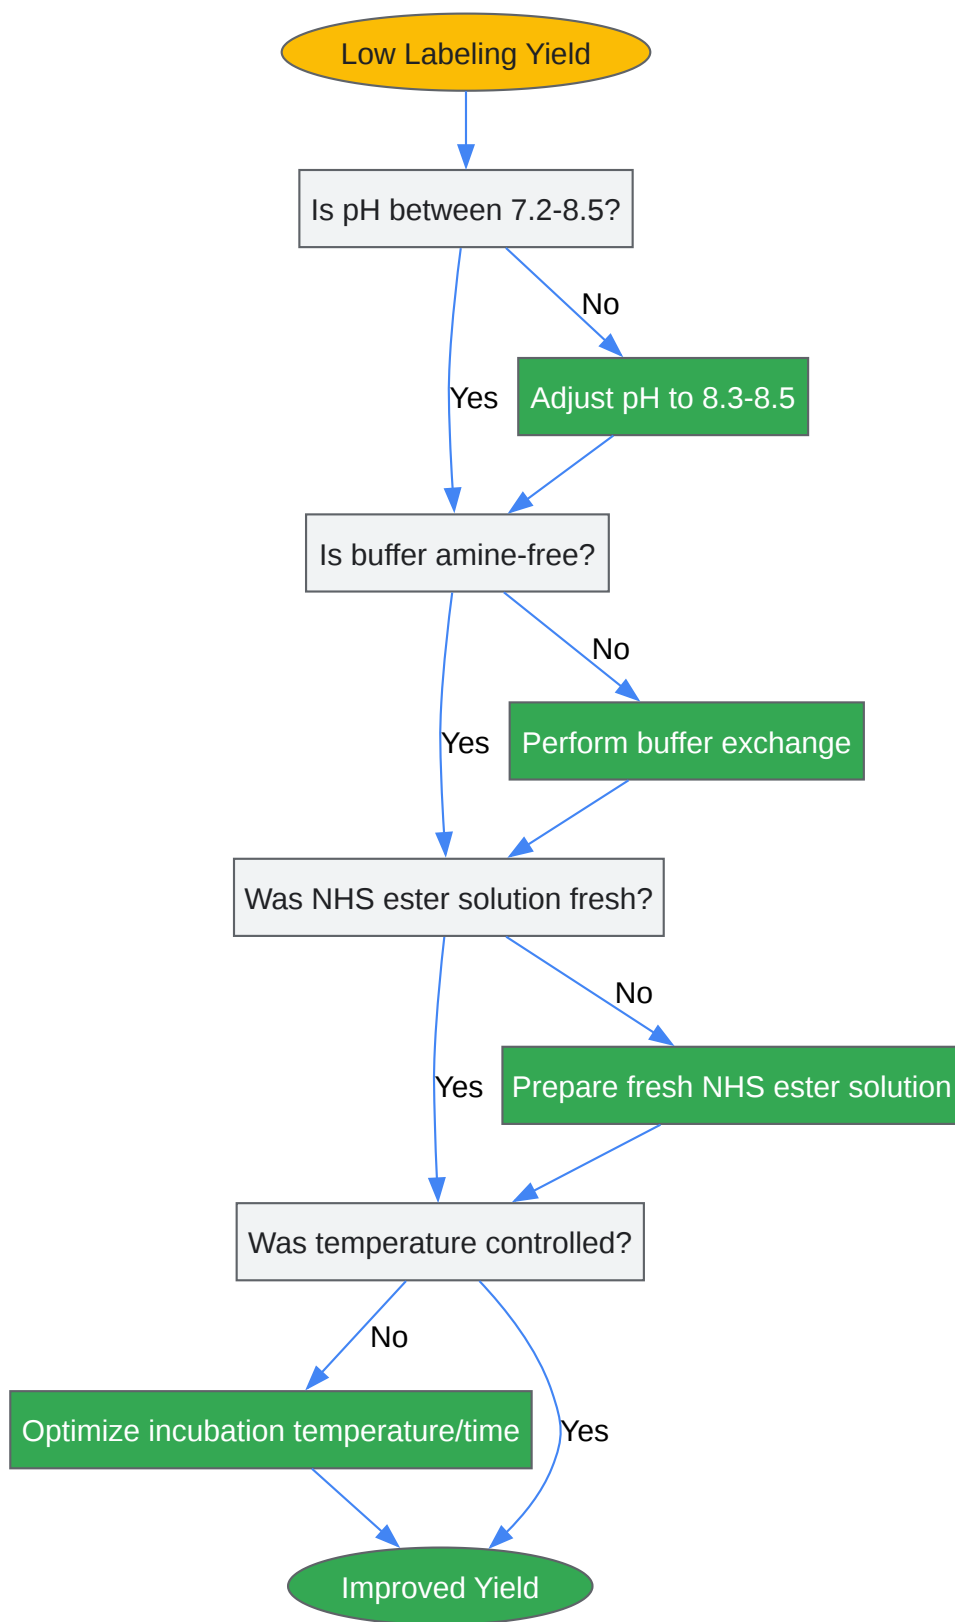 Low Labeling Yield
Is pH between 7.2-8.5?
No
Yes
Adjust pH to 8.3-8.5
Is buffer amine-free?
No
Yes
Perform buffer exchange
Was NHS ester solution fresh?
No
Yes
Prepare fresh NHS ester solution
Was temperature controlled?
No
Optimize incubation temperature/time
Yes
Improved Yield